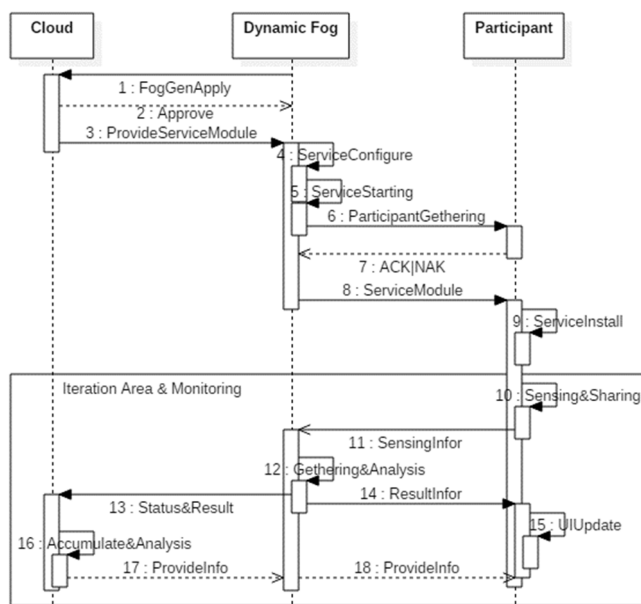 Cloud
Dynamic Fog
Participant
1 : FogGenApply
2 : Approve
3 : ProvideServiceModule
4 : ServiceConfigure
5 : ServiceStarting
6 : ParticipantGethering
7 : ACK|NAK
8 : ServiceModule
9 : ServiceInstall
Iteration Area & Monitoring
10 : Sensing&Sharing
11 : SensingInfor
12 : Gethering&Analysis
13 : Status&Result
14 : ResultInfor
15 : UIUpdate
16 : Accumulate&Analysis
17 : ProvideInfo
18 : ProvideInfo